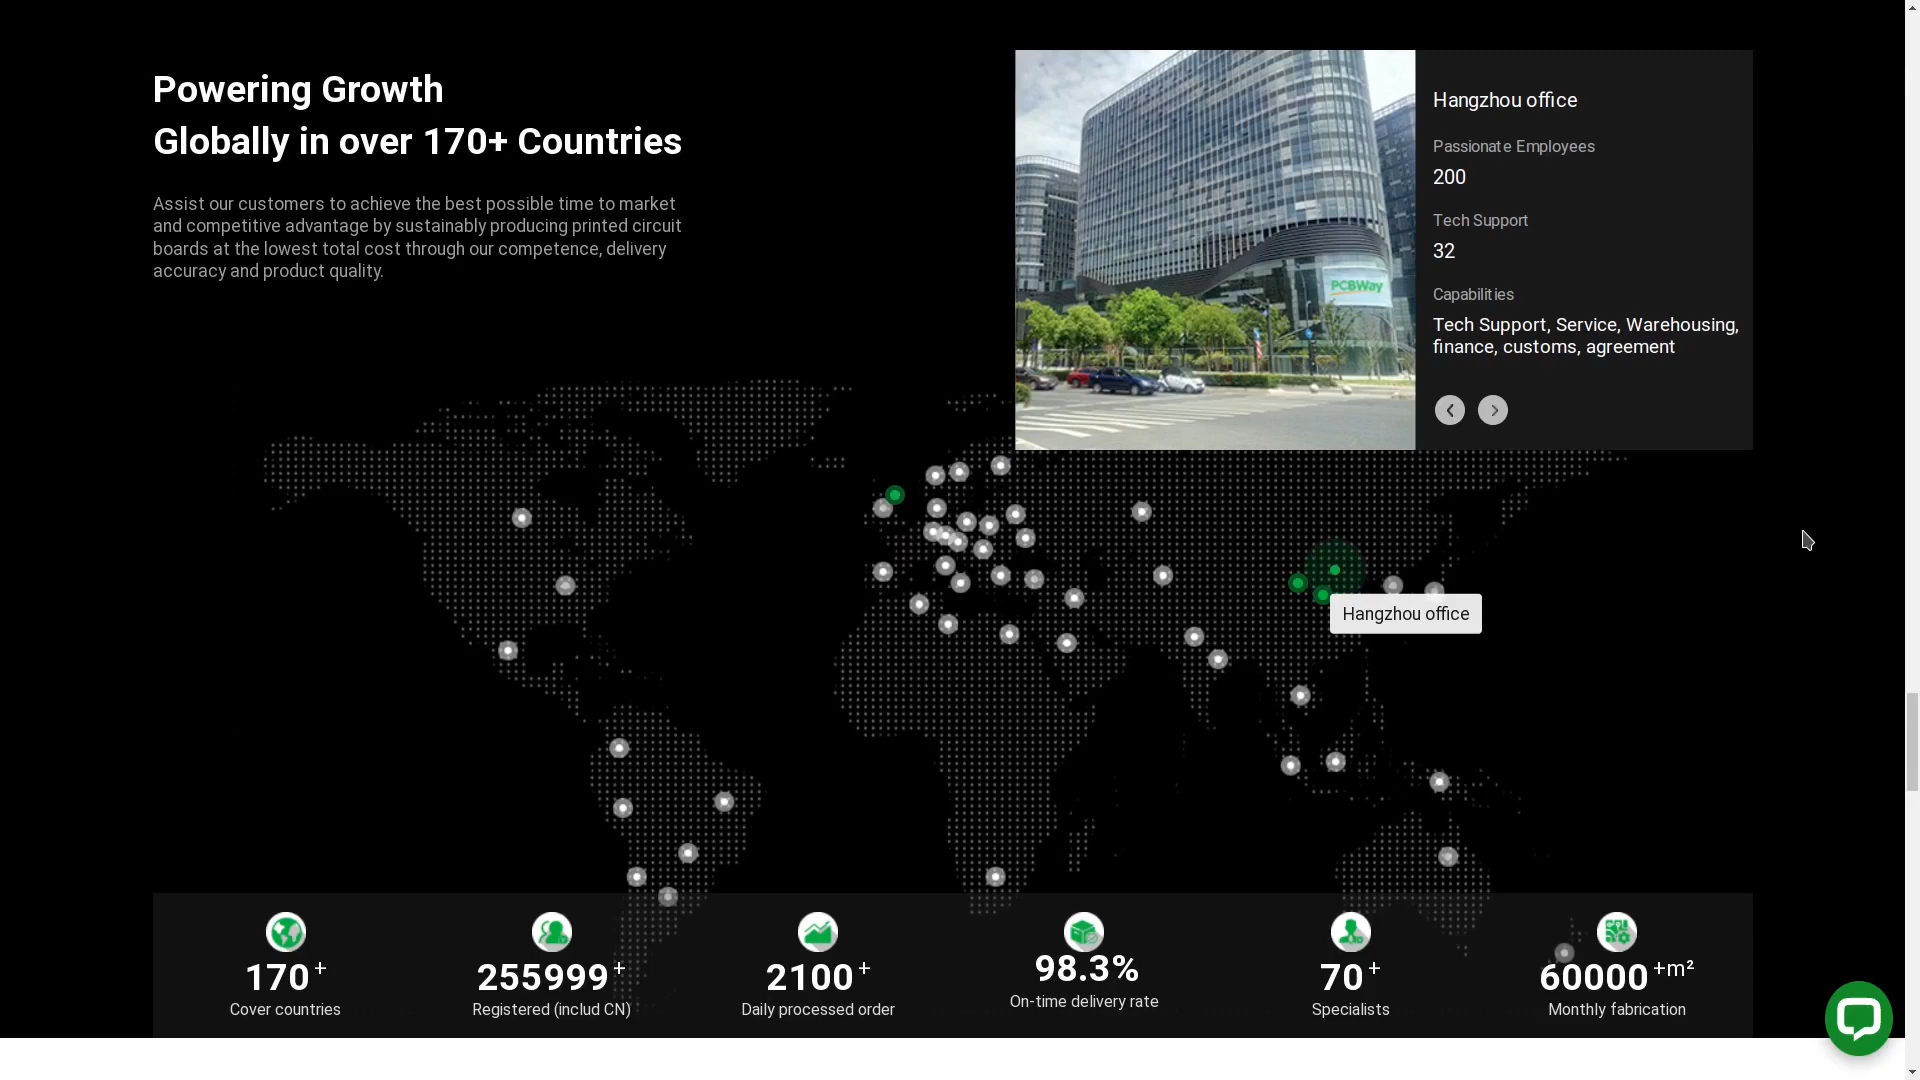 Powering Growth
Globally in over 170+ Countries
Assist our customers to achieve the best possible time to market
and competitive advantage by sustainably producing printed circuit
boards at the lowest total cost through our competence, delivery
accuracy and product quality.
PCBWay
Hangzhou office
Passionate Employees
200
Tech Support
32
Capabilities
Tech Support, Service, Warehousing,
finance, customs, agreement
Hangzhou office
170+
Cover countries
255999+
Registered (includ CN)
2100+
Daily processed order
98.3%
On-time delivery rate
70+
Specialists
60000+m²
Monthly fabrication